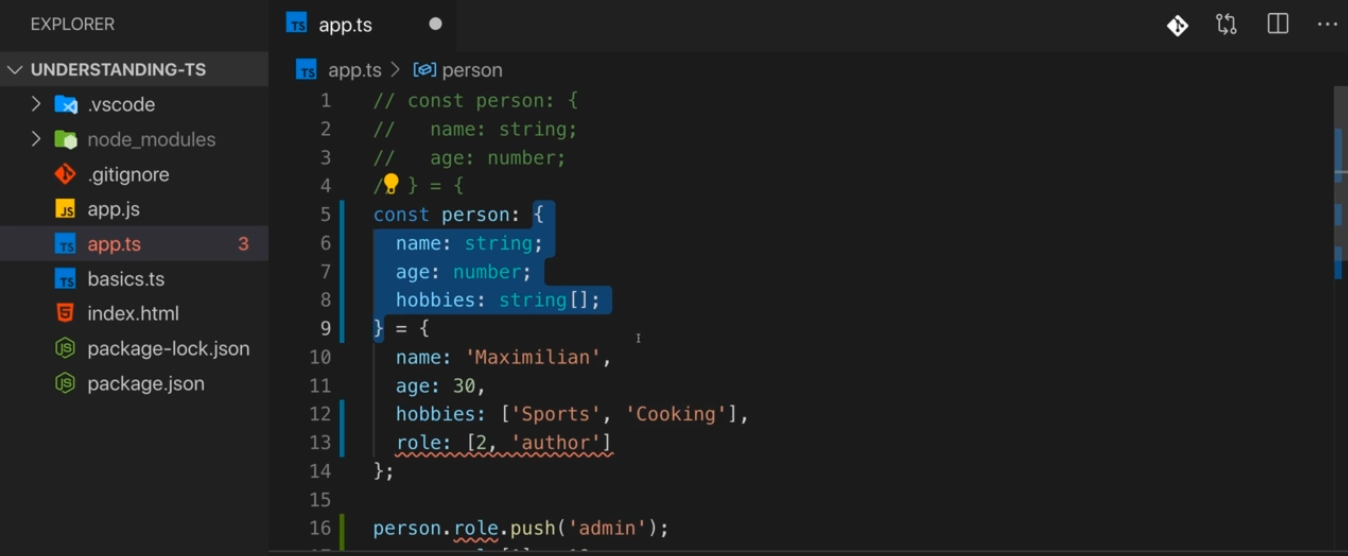 EXPLORER
app.ts
UNDERSTANDING-TS
.vscode
node_modules
.gitignore
app.js
app.ts 3
basics.ts
index.html
package-lock.json
package.json
app.ts > person
1 // const person: {
2 //   name: string;
3 //   age: number;
4 / } = {
5 const person: {
6   name: string;
7   age: number;
8   hobbies: string[];
9 } = {
10   name: 'Maximilian',
11   age: 30,
12   hobbies: ['Sports', 'Cooking'],
13   role: [2, 'author']
14 };
15
16 person.role.push('admin');